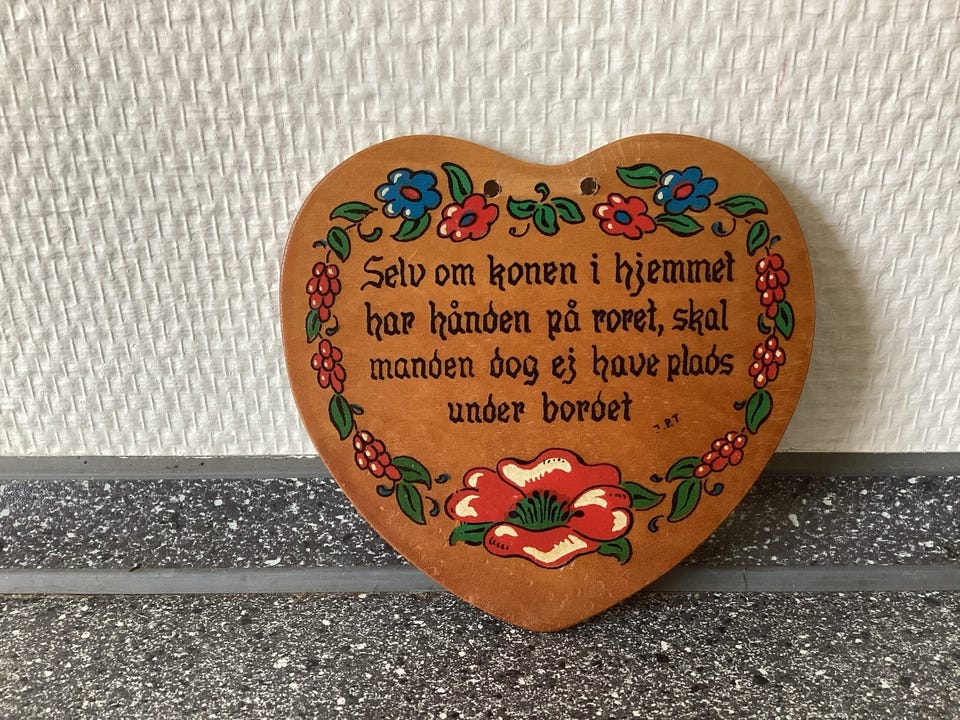 Selv om konen i hjemmet
har hånden på roret, skal
manden dog ej have plads
under bordet
J.P.T